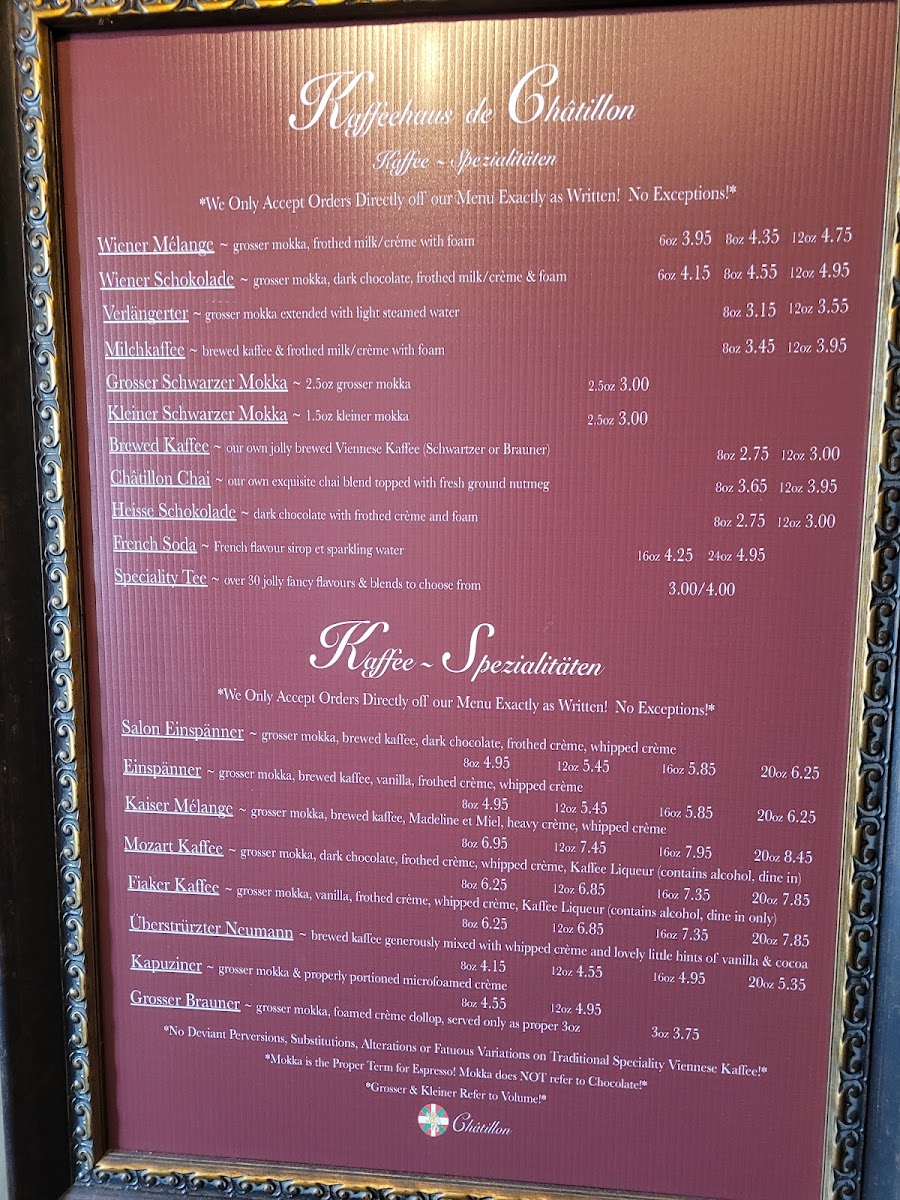 Kaffeehaus de Châtillon
Kaffee ~ Spezialitäten
*We Only Accept Orders Directly off our Menu Exactly as Written! No Exceptions!*
Wiener Mélange ~ grosser mokka, frothed milk/crème with foam 6oz 3.95 8oz 4.35 12oz 4.75
Wiener Schokolade ~ grosser mokka, dark chocolate, frothed milk/crème & foam 6oz 4.15 8oz 4.55 12oz 4.95
Verlängerter ~ grosser mokka extended with light steamed water 8oz 3.15 12oz 3.55
Milchkaffee ~ brewed kaffee & frothed milk/crème with foam 8oz 3.45 12oz 3.95
Grosser Schwarzer Mokka ~ 2.5oz grosser mokka 2.5oz 3.00
Kleiner Schwarzer Mokka ~ 1.5oz kleiner mokka 2.5oz 3.00
Brewed Kaffee ~ our own jolly brewed Viennese Kaffee (Schwartzer or Brauner) 8oz 2.75 12oz 3.00
Châtillon Chai ~ our own exquisite chai blend topped with fresh ground nutmeg 8oz 3.65 12oz 3.95
Heisse Schokolade ~ dark chocolate with frothed crème and foam 8oz 2.75 12oz 3.00
French Soda ~ French flavour sirop et sparkling water 16oz 4.25 24oz 4.95
Speciality Tee ~ over 30 jolly fancy flavours & blends to choose from 3.00/4.00
Kaffee ~ Spezialitäten
*We Only Accept Orders Directly off our Menu Exactly as Written! No Exceptions!*
Salon Einspänner ~ grosser mokka, brewed kaffee, dark chocolate, frothed crème, whipped crème
8oz 4.95 12oz 5.45 16oz 5.85 20oz 6.25
Einspänner ~ grosser mokka, brewed kaffee, vanilla, frothed crème, whipped crème
8oz 4.95 12oz 5.45 16oz 5.85 20oz 6.25
Kaiser Mélange ~ grosser mokka, brewed kaffee, Madeline et Miel, heavy crème, whipped crème
8oz 6.95 12oz 7.45 16oz 7.95 20oz 8.45
Mozart Kaffee ~ grosser mokka, dark chocolate, frothed crème, whipped crème, Kaffee Liqueur (contains alcohol, dine in)
8oz 6.25 12oz 6.85 16oz 7.35 20oz 7.85
Fiaker Kaffee ~ grosser mokka, vanilla, frothed crème, whipped crème, Kaffee Liqueur (contains alcohol, dine in only)
8oz 6.25 12oz 6.85 16oz 7.35 20oz 7.85
Überstrürzter Neumann ~ brewed kaffee generously mixed with whipped crème and lovely little hints of vanilla & cocoa
8oz 4.15 12oz 4.55 16oz 4.95 20oz 5.35
Kapuziner ~ grosser mokka & properly portioned microfoamed crème
8oz 4.55 12oz 4.95
Grosser Brauner ~ grosser mokka, foamed crème dollop, served only as proper 3oz 3oz 3.75
*No Deviant Perversions, Substitutions, Alterations or Fatuous Variations on Traditional Speciality Viennese Kaffee!*
*Mokka is the Proper Term for Espresso! Mokka does NOT refer to Chocolate!*
*Grosser & Kleiner Refer to Volume!*
Châtillon